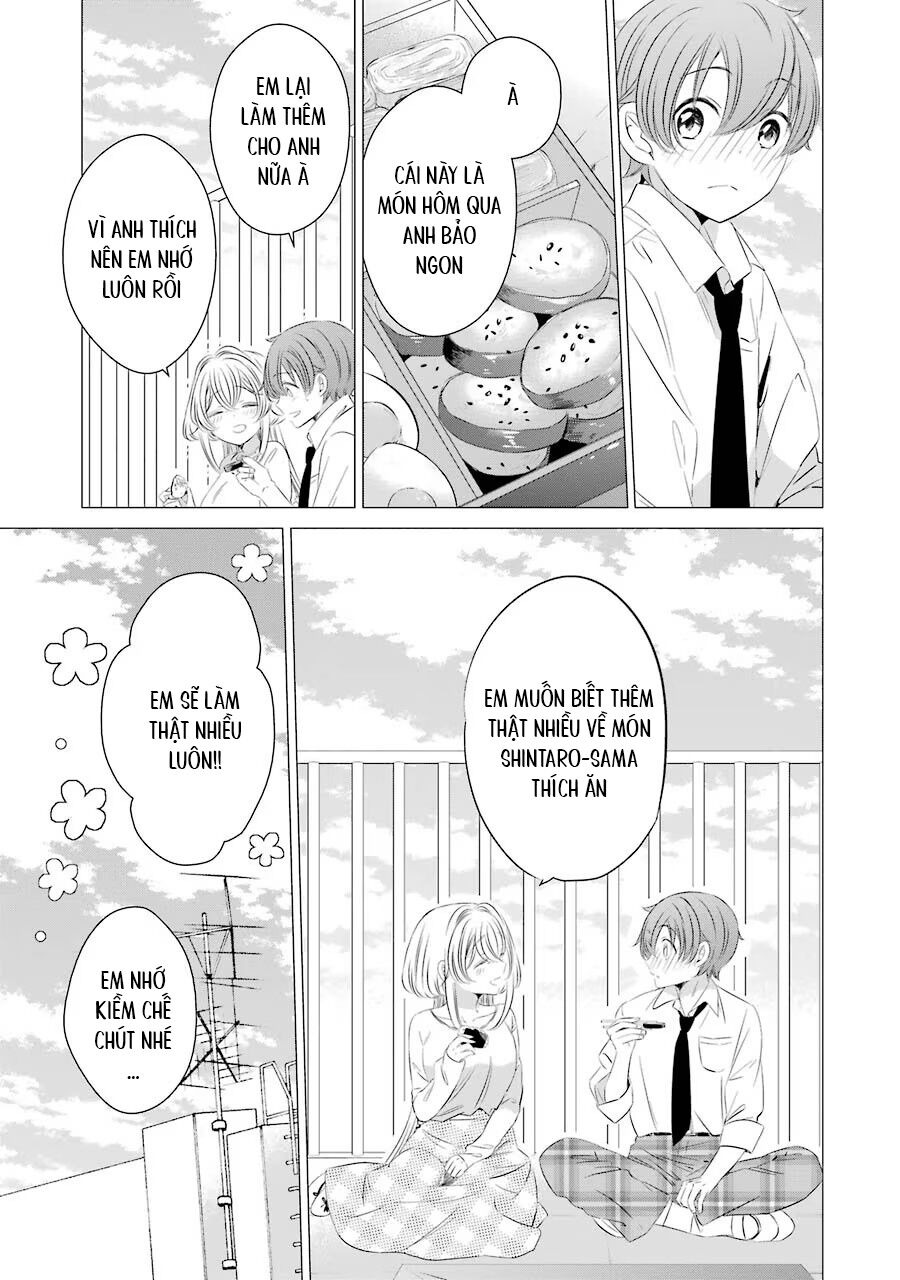 À
CÁI NÀY LÀ
MÓN HÔM QUA
ANH BẢO
NGON
EM LẠI
LÀM THÊM
CHO ANH
NỮA À
VÌ ANH THÍCH
NÊN EM NHỚ
LUÔN RỒI
EM MUỐN BIẾT THÊM
THẬT NHIỀU VỀ MÓN
SHINTARO-SAMA
THÍCH ĂN
EM SẼ LÀM
THẬT NHIỀU
LUÔN!!
EM NHỚ
KIỀM CHẾ
CHÚT NHÉ
...